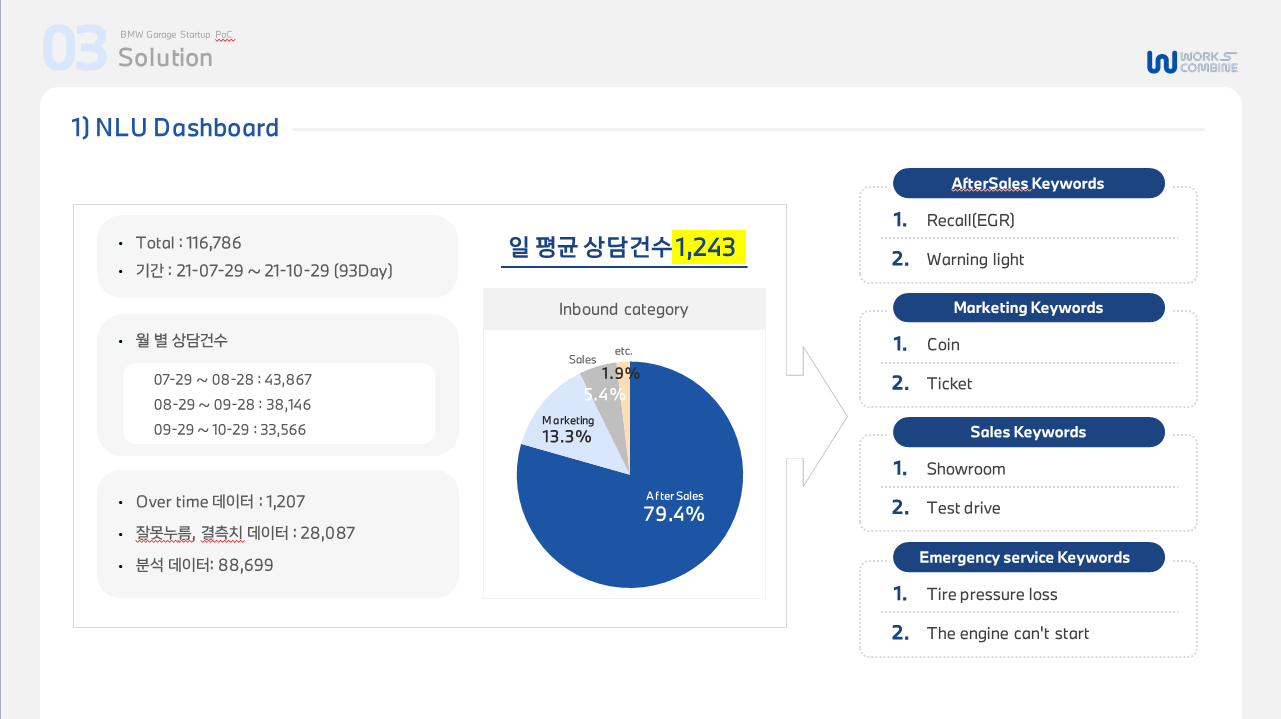 03
BMW Garage Startup PoC
Solution
WORKS
COMBINE
1) NLU Dashboard
• Total : 116,786
• 기간 : 21-07-29 ~ 21-10-29 (93Day)
• 월 별 상담건수
07-29 ~ 08-28 : 43,867
08-29 ~ 09-28 : 38,146
09-29 ~ 10-29 : 33,566
• Over time 데이터 : 1,207
• 잘못누름, 결측치 데이터 : 28,087
• 분석 데이터: 88,699
일 평균 상담건수1,243
Inbound category
etc.
1.9%
Sales
5.4%
Marketing
13.3%
After Sales
79.4%
AfterSales Keywords
1. Recall(EGR)
2. Warning light
Marketing Keywords
1. Coin
2. Ticket
Sales Keywords
1. Showroom
2. Test drive
Emergency service Keywords
1. Tire pressure loss
2. The engine can't start